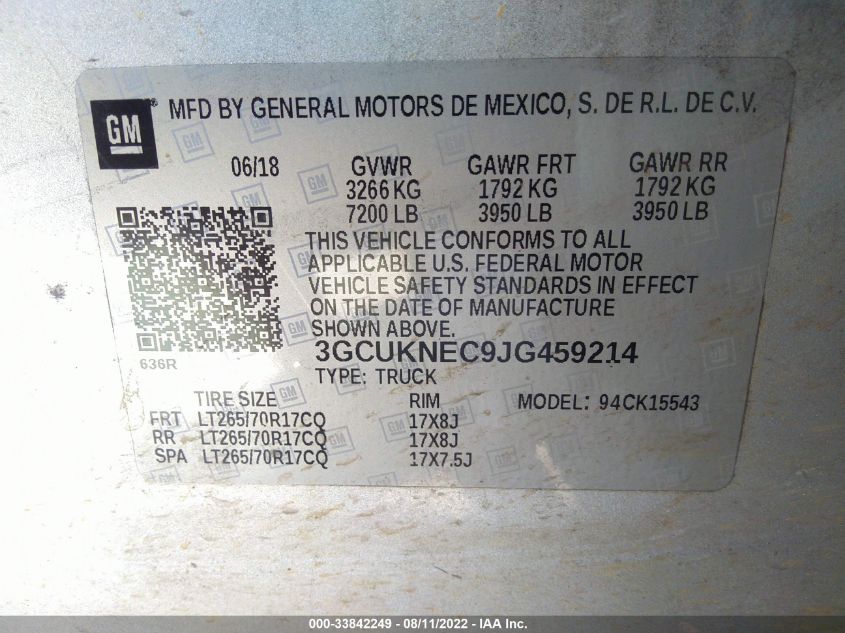 GM ® MFD BY GENERAL MOTORS DE MEXICO, S. DE R.L. DE C.V.
06/18 GVWR GAWR FRT GAWR RR
3266 KG 1792 KG 1792 KG
7200 LB 3950 LB 3950 LB
THIS VEHICLE CONFORMS TO ALL
APPLICABLE U.S. FEDERAL MOTOR
VEHICLE SAFETY STANDARDS IN EFFECT
ON THE DATE OF MANUFACTURE
SHOWN ABOVE.
636R 3GCUKNEC9JG459214
TYPE: TRUCK
TIRE SIZE RIM MODEL: 94CK15543
FRT LT265/70R17CQ 17X8J
RR LT265/70R17CQ 17X8J
SPA LT265/70R17CQ 17X7.5J
000-33842249 - 08/11/2022 - IAA Inc.